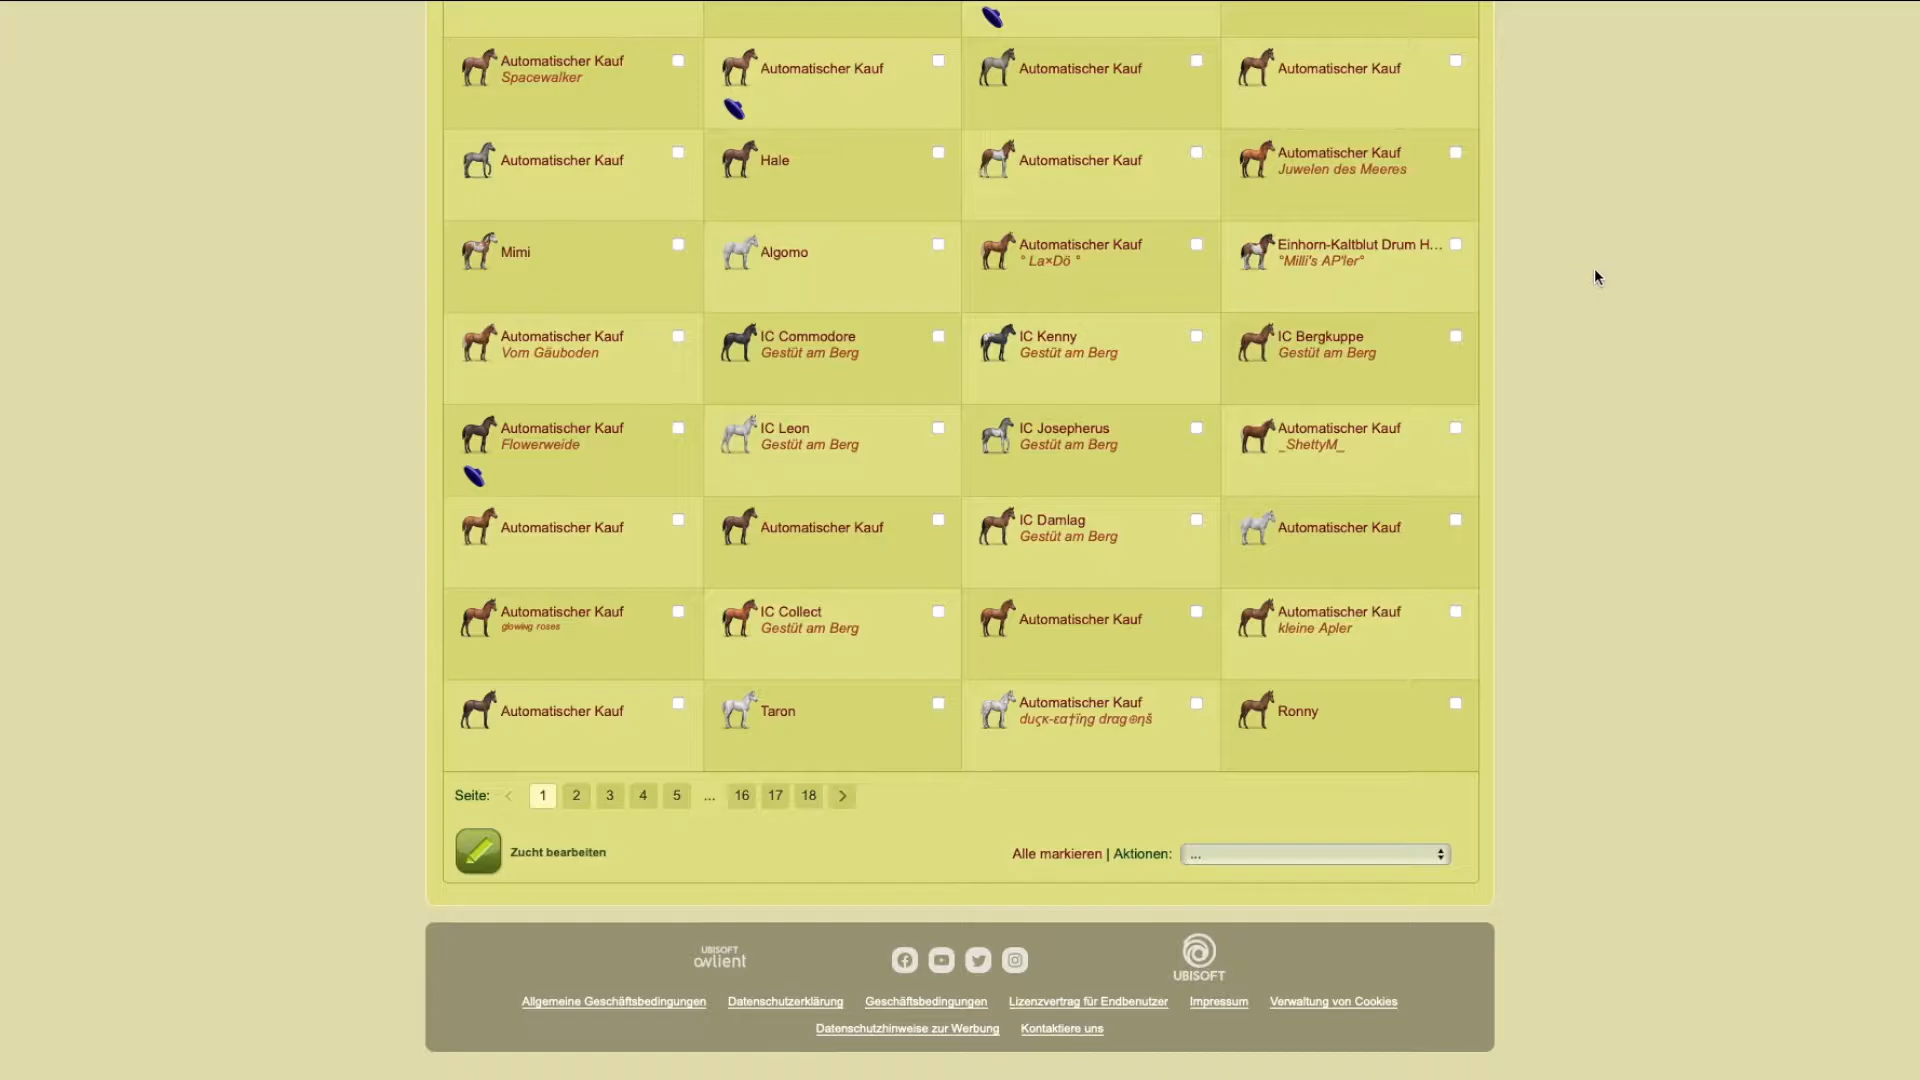 Automatischer Kauf
Spacewalker
Automatischer Kauf
Automatischer Kauf
Automatischer Kauf
Automatischer Kauf
Hale
Automatischer Kauf
Automatischer Kauf
Juwelen des Meeres
Mimi
Algomo
Automatischer Kauf
° La×Dö °
Einhorn-Kaltblut Drum H...
°Milli's AP'ler°
Automatischer Kauf
Vom Gäuboden
IC Commodore
Gestüt am Berg
IC Kenny
Gestüt am Berg
IC Bergkuppe
Gestüt am Berg
Automatischer Kauf
Flowerweide
IC Leon
Gestüt am Berg
IC Josepherus
Gestüt am Berg
Automatischer Kauf
_ShettyM_
Automatischer Kauf
Automatischer Kauf
IC Damlag
Gestüt am Berg
Automatischer Kauf
Automatischer Kauf
glowing roses
IC Collect
Gestüt am Berg
Automatischer Kauf
Automatischer Kauf
kleine Apler
Automatischer Kauf
Taron
Automatischer Kauf
Ronny
Seite: < 1 2 3 4 5 ... 16 17 18 >
Zucht bearbeiten
Alle markieren | Aktionen: ...
UBISOFT
owlient
UBISOFT
Allgemeine Geschäftsbedingungen Datenschutzerklärung Geschäftsbedingungen Lizenzvertrag für Endbenutzer Impressum Verwaltung von Cookies
Datenschutzhinweise zur Werbung Kontaktiere uns